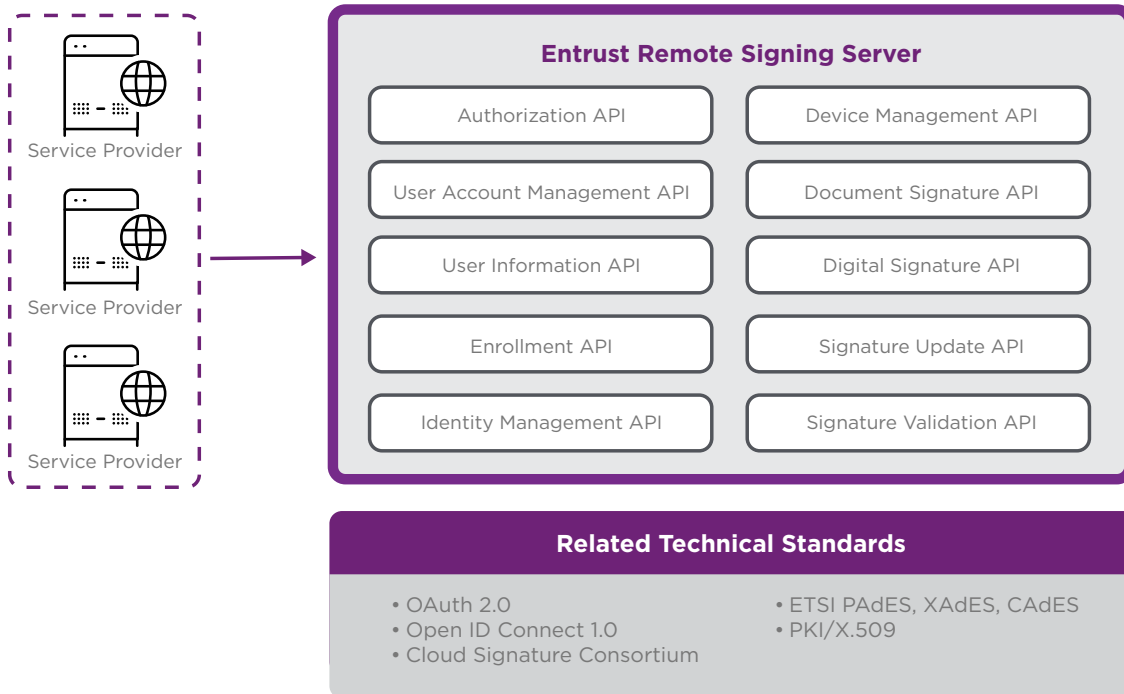 Service Provider
Service Provider
Service Provider
Entrust Remote Signing Server
Authorization API
User Account Management API
User Information API
Enrollment API
Identity Management API
Device Management API
Document Signature API
Digital Signature API
Signature Update API
Signature Validation API
Related Technical Standards
• OAuth 2.0
• Open ID Connect 1.0
• Cloud Signature Consortium
• ETSI PAdES, XAdES, CAdES
• PKI/X.509